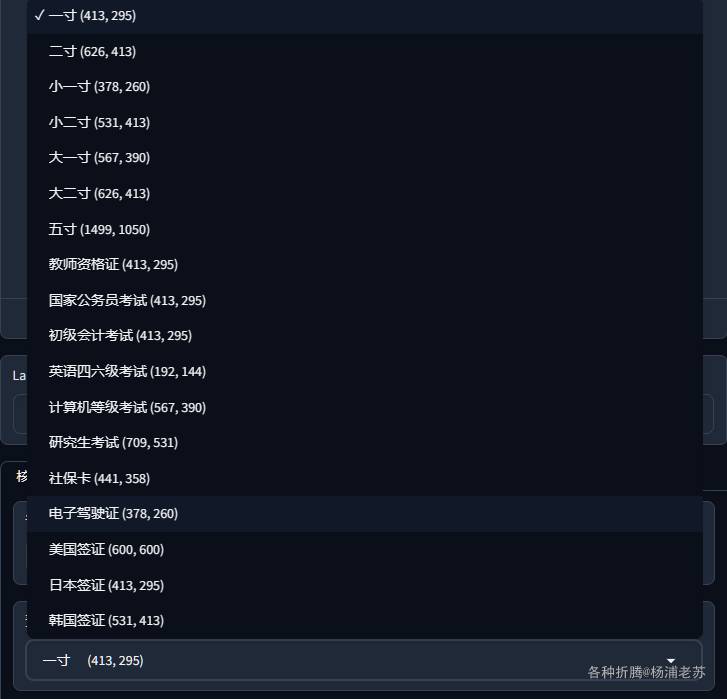 ✓ 一寸 (413, 295)
二寸 (626, 413)
小一寸 (378, 260)
小二寸 (531, 413)
大一寸 (567, 390)
大二寸 (626, 413)
五寸 (1499, 1050)
教师资格证 (413, 295)
国家公务员考试 (413, 295)
初级会计考试 (413, 295)
La
英语四六级考试 (192, 144)
计算机等级考试 (567, 390)
研究生考试 (709, 531)
社保卡 (441, 358)
电子驾驶证 (378, 260)
美国签证 (600, 600)
日本签证 (413, 295)
韩国签证 (531, 413)
一寸 (413, 295)
各种折腾@杨浦老苏